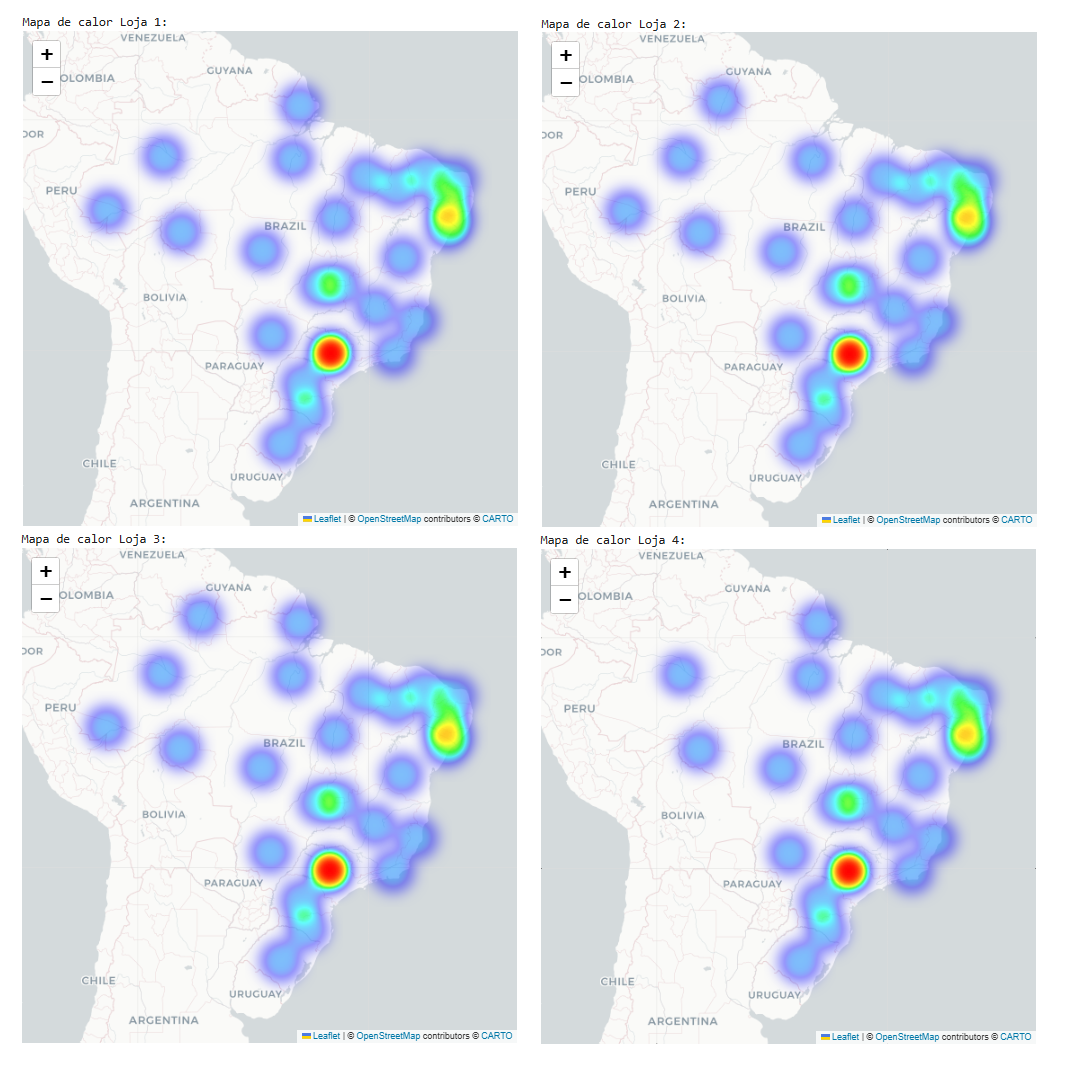 Mapa de calor Loja 1:
VENEZUELA
+
GUYANA
OLOMBIA
−
DOR
PERU
BRAZIL
BOLIVIA
PARAGUAY
CHILE
URUGUAY
ARGENTINA
Leaflet | © OpenStreetMap contributors © CARTO
Mapa de calor Loja 2:
VENEZUELA
+
GUYANA
OLOMBIA
−
DOR
PERU
BRAZIL
BOLIVIA
PARAGUAY
CHILE
URUGUAY
ARGENTINA
Leaflet | © OpenStreetMap contributors © CARTO
Mapa de calor Loja 3:
VENEZUELA
+
GUYANA
OLOMBIA
−
DOR
PERU
BRAZIL
BOLIVIA
PARAGUAY
CHILE
URUGUAY
ARGENTINA
Leaflet | © OpenStreetMap contributors © CARTO
Mapa de calor Loja 4:
VENEZUELA
+
GUYANA
OLOMBIA
−
DOR
PERU
BRAZIL
BOLIVIA
PARAGUAY
CHILE
URUGUAY
ARGENTINA
Leaflet | © OpenStreetMap contributors © CARTO